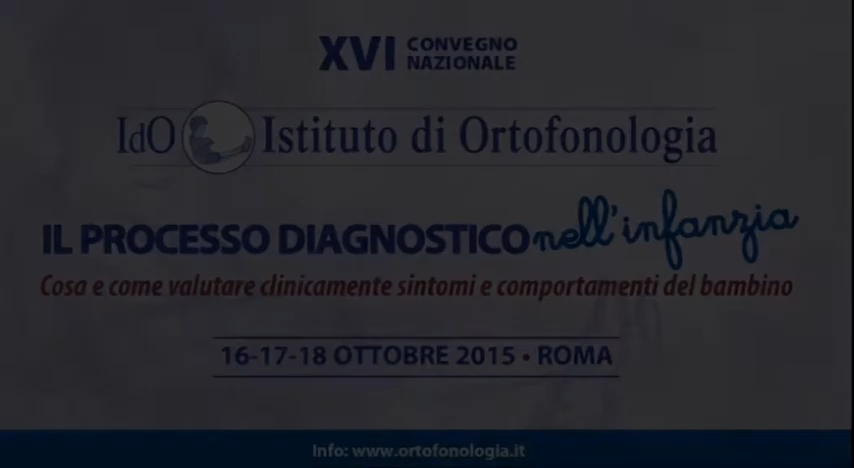 XVI CONVEGNO
NAZIONALE
IdO Istituto di Ortofonologia
IL PROCESSO DIAGNOSTICO nell'infanzia
Cosa e come valutare clinicamente sintomi e comportamenti del bambino
16-17-18 OTTOBRE 2015 • ROMA
Info: www.ortofonologia.it